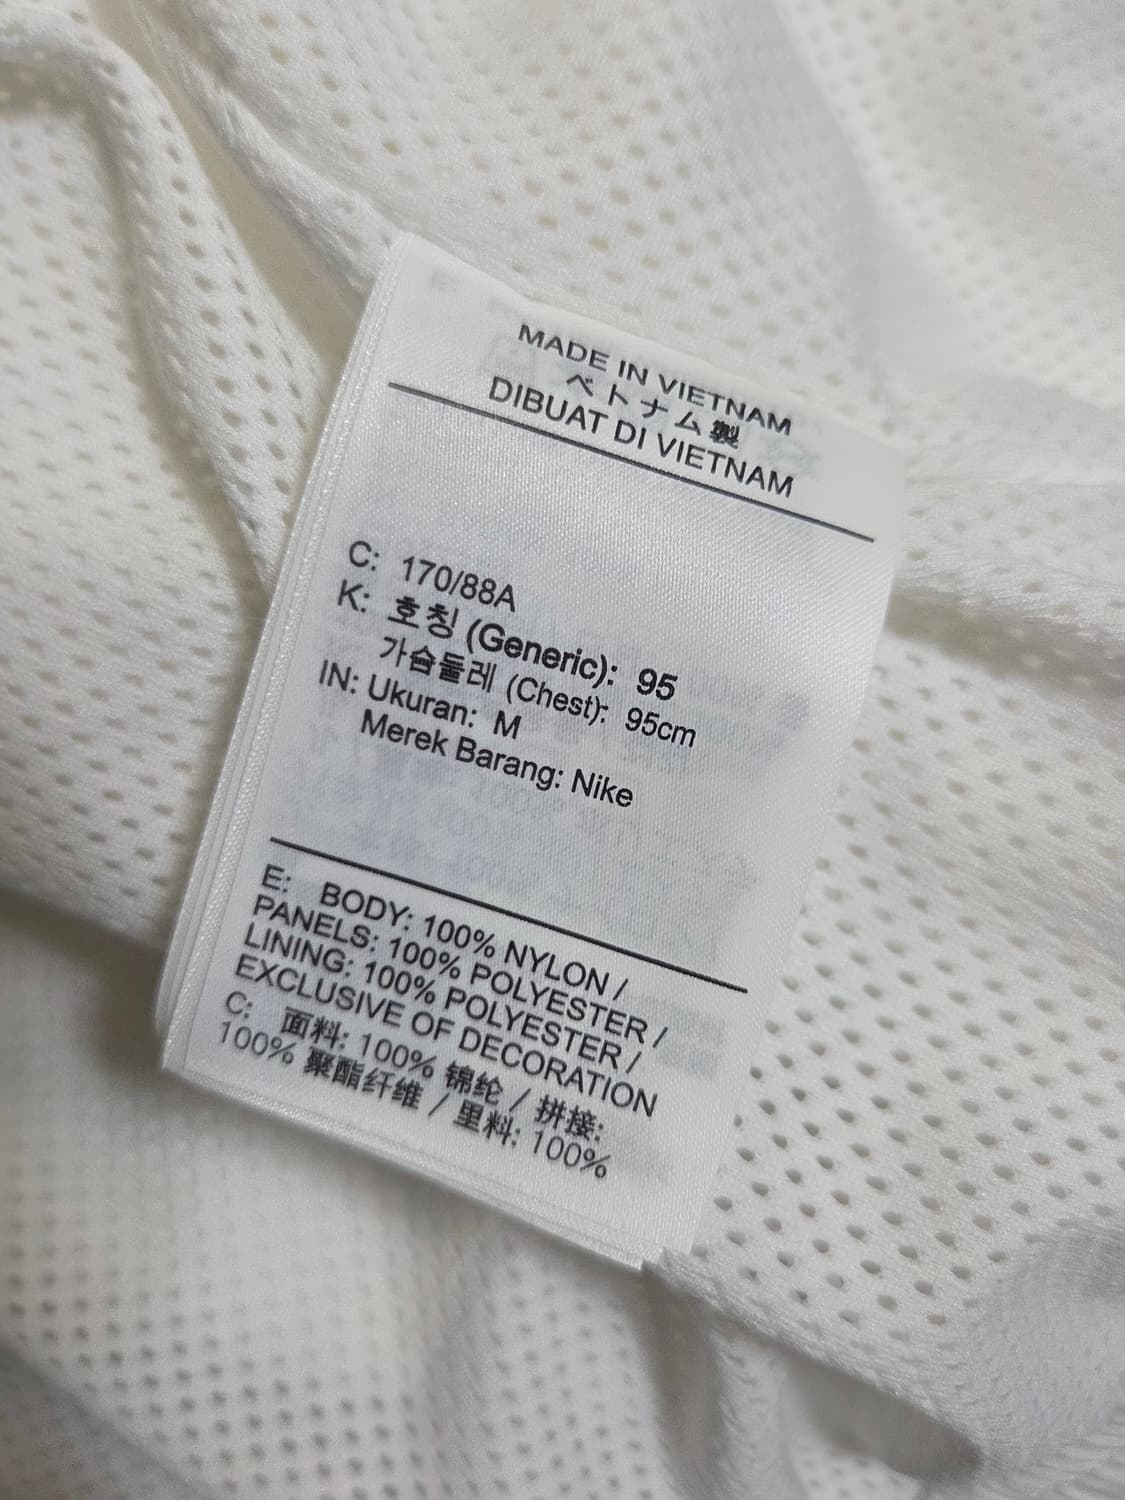 MADE IN VIETNAM
ベトナム製
DIBUAT DI VIETNAM
C: 170/88A
K: 호칭 (Generic): 95
가슴둘레 (Chest): 95cm
IN: Ukuran: M
Merek Barang: Nike
E: BODY: 100% NYLON /
PANELS: 100% POLYESTER /
LINING: 100% POLYESTER /
EXCLUSIVE OF DECORATION
C: 面料: 100% 锦纶 / 拼接:
100% 聚酯纤维 / 里料: 100%